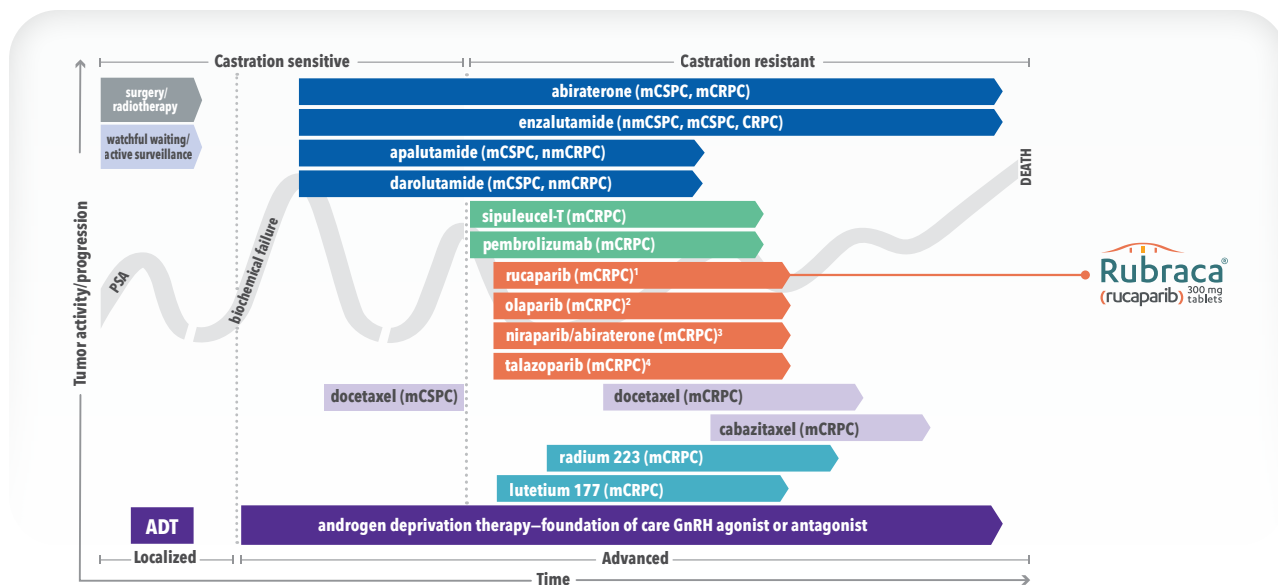 Castration sensitive
Castration resistant
surgery/
radiotherapy
watchful waiting/
active surveillance
abiraterone (mCSPC, mCRPC)
enzalutamide (nmCSPC, mCSPC, CRPC)
apalutamide (mCSPC, nmCRPC)
darolutamide (mCSPC, nmCRPC)
sipuleucel-T (mCRPC)
pembrolizumab (mCRPC)
rucaparib (mCRPC)¹
olaparib (mCRPC)²
niraparib/abiraterone (mCRPC)³
talazoparib (mCRPC)⁴
docetaxel (mCSPC)
docetaxel (mCRPC)
cabazitaxel (mCRPC)
radium 223 (mCRPC)
lutetium 177 (mCRPC)
ADT
androgen deprivation therapy—foundation of care GnRH agonist or antagonist
Localized
Advanced
Time
Tumor activity/progression
PSA
biochemical failure
DEATH
Rubraca®
(rucaparib) 300 mg
tablets